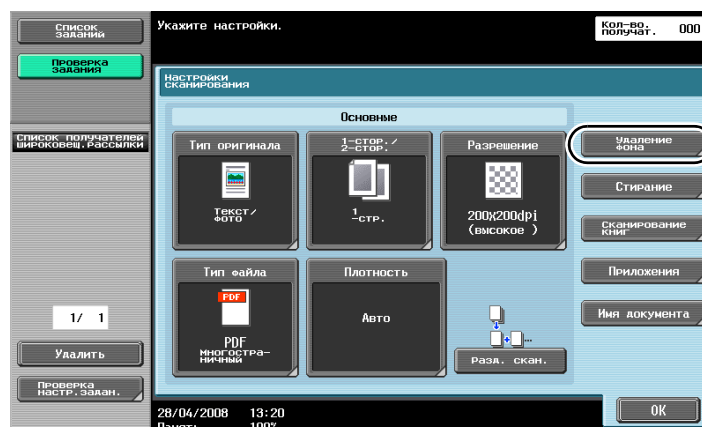 Список
заданий
Укажите настройки.
Кол-во.
получат.
000
Проверка
задания
Настройки
сканирования
Основные
Список получателей
широковещ.рассылки
Тип оригинала
1-стор./
2-стор.
Разрешение
Удаление
фона
Текст/
фото
1
-стр.
200X200dpi
(высокое )
Стирание
Сканирование
книг
Тип файла
Плотность
Приложения
PDF
PDF
многостра-
ничный
Авто
1/ 1
Имя документа
Удалить
Разд. скан.
Проверка
настр.задан.
28/04/2008 13:20
Память 100%
OK